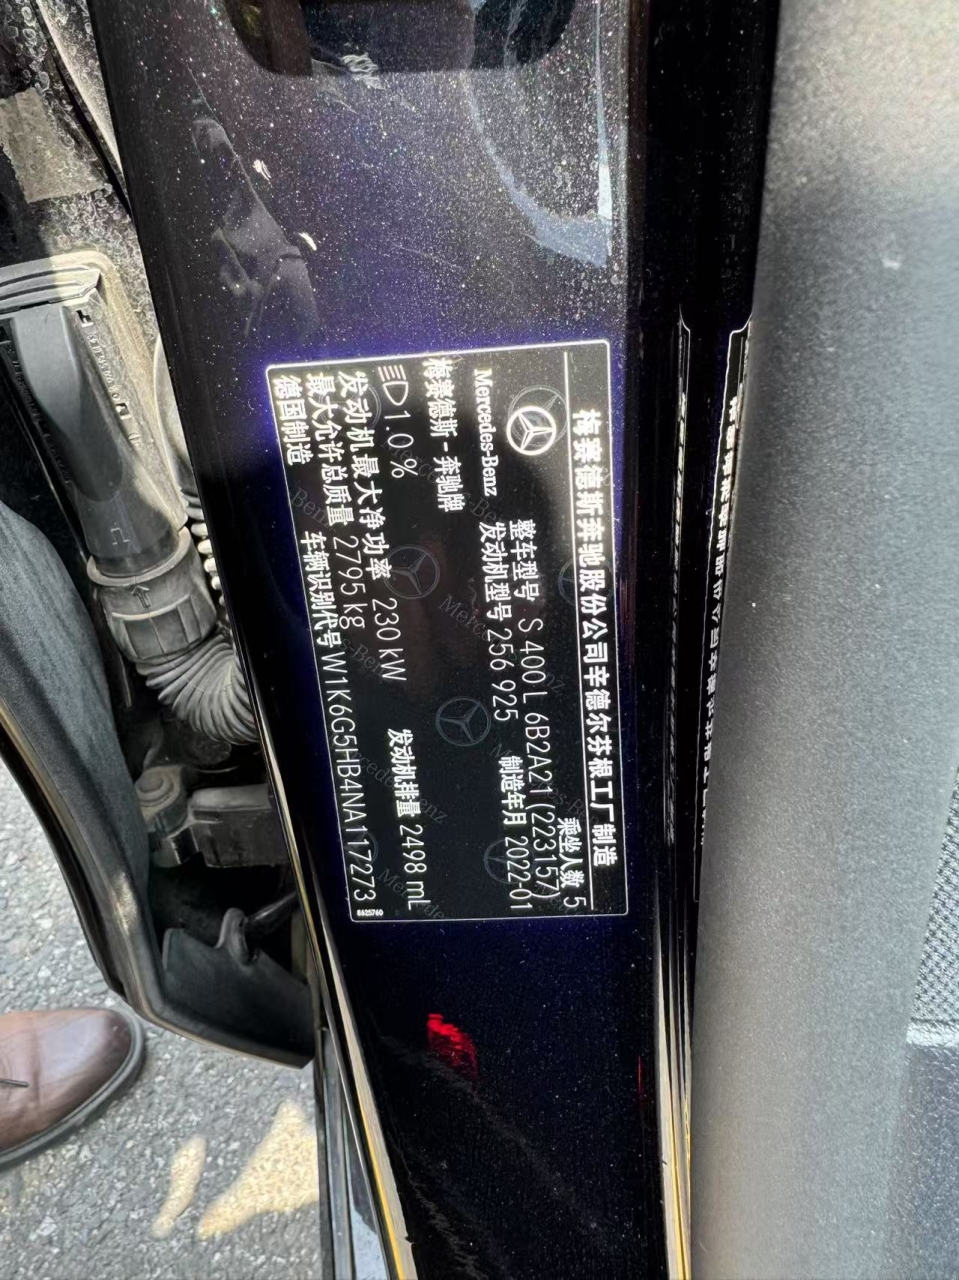 梅赛德斯奔驰股份公司辛德尔芬根工厂制造
乘坐人数 5
Mercedes-Benz
整车型号 S 400 L 6B2A21(223157)
发动机型号 256 925
制造年月 2022-01
梅赛德斯-奔驰牌
1.0%
发动机最大净功率 230 kW
发动机排量 2498 mL
最大允许总质量 2795 kg
德国制造
车辆识别代号 W1K6G5HB4NA117273
8625760